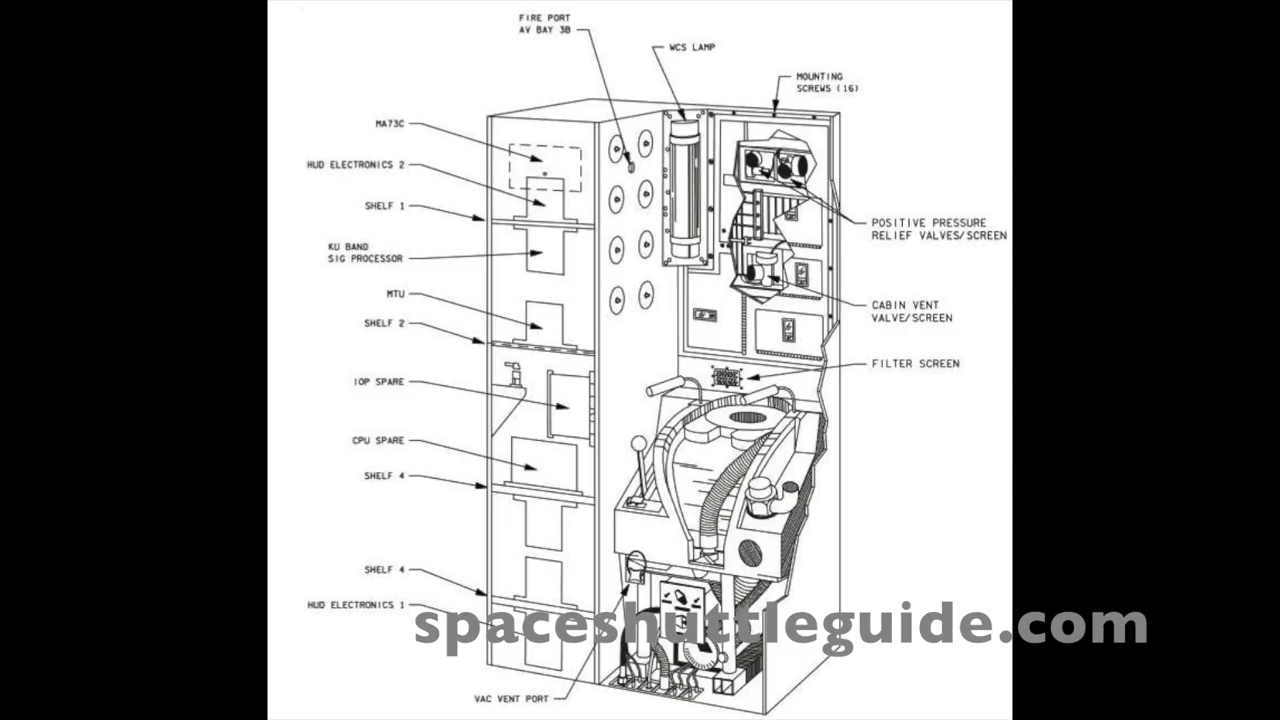 FIRE PORT
AV BAY 3B
WCS LAMP
MOUNTING
SCREWS (16)
MA73C
HUD ELECTRONICS 2
SHELF 1
KU BAND
SIG PROCESSOR
MTU
SHELF 2
IOP SPARE
CPU SPARE
SHELF 4
SHELF 4
HUD ELECTRONICS 1
VAC VENT PORT
POSITIVE PRESSURE
RELIEF VALVES/SCREEN
CABIN VENT
VALVE/SCREEN
FILTER SCREEN
spaceshuttleguide.com